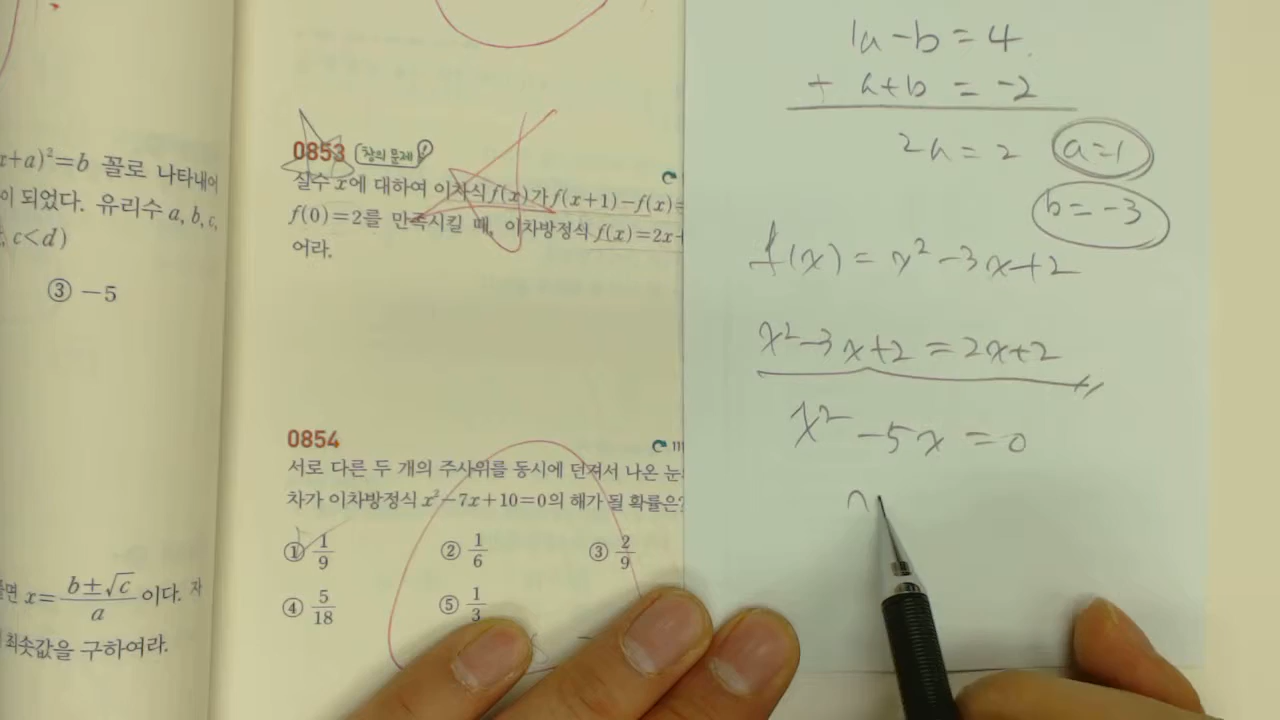 x+a)²=b 꼴로 나타내어
이 되었다. 유리수 a, b, c,
c<d)
③ -5
x= b±√c / a 이다. 자
최솟값을 구하여라.
0853 창의 문제
실수 x에 대하여 이차식 f(x)가 f(x+1)-f(x)=
f(0)=2를 만족시킬 때, 이차방정식 f(x)=2x+
어라.
0854
서로 다른 두 개의 주사위를 동시에 던져서 나온 눈
차가 이차방정식 x²-7x+10=0의 해가 될 확률은?
① 1/9 ② 1/6 ③ 2/9
④ 5/18 ⑤ 1/3
a-b=4
+ a+b=-2
2a=2 a=1
b=-3
f(x)=x²-3x+2
x²-3x+2=2x+2
x²-5x=0